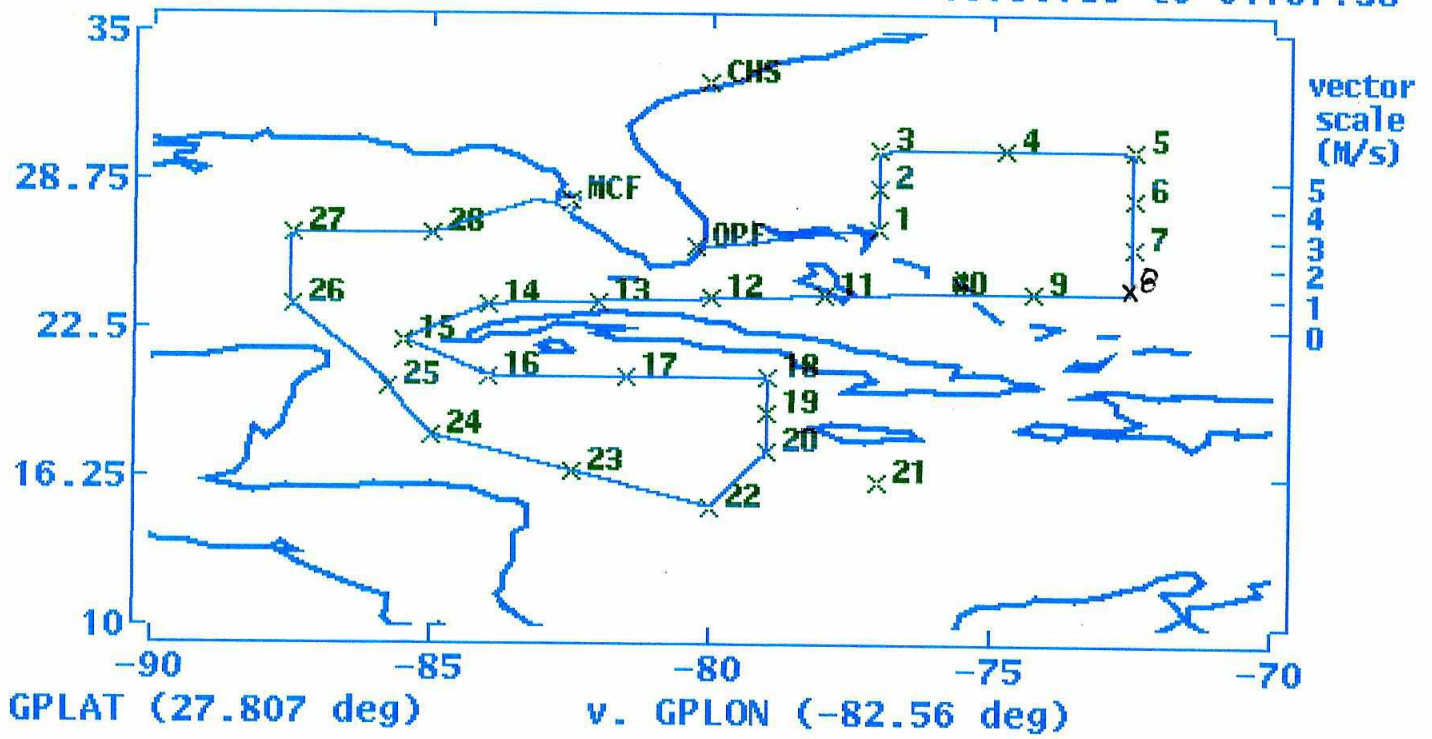 35
CHS
vector
scale
(M/s)
3 4 5
28.75 MCF 2 6 5
27 28 OPF 1 7 4
3
26 14 13 12 11 9 8 2
1
22.5 15 0
25 16 17 18
19
24 20
16.25 23 22 21
10
-90 -85 -80 -75 -70
GPLAT (27.807 deg) v. GPLON (-82.56 deg)